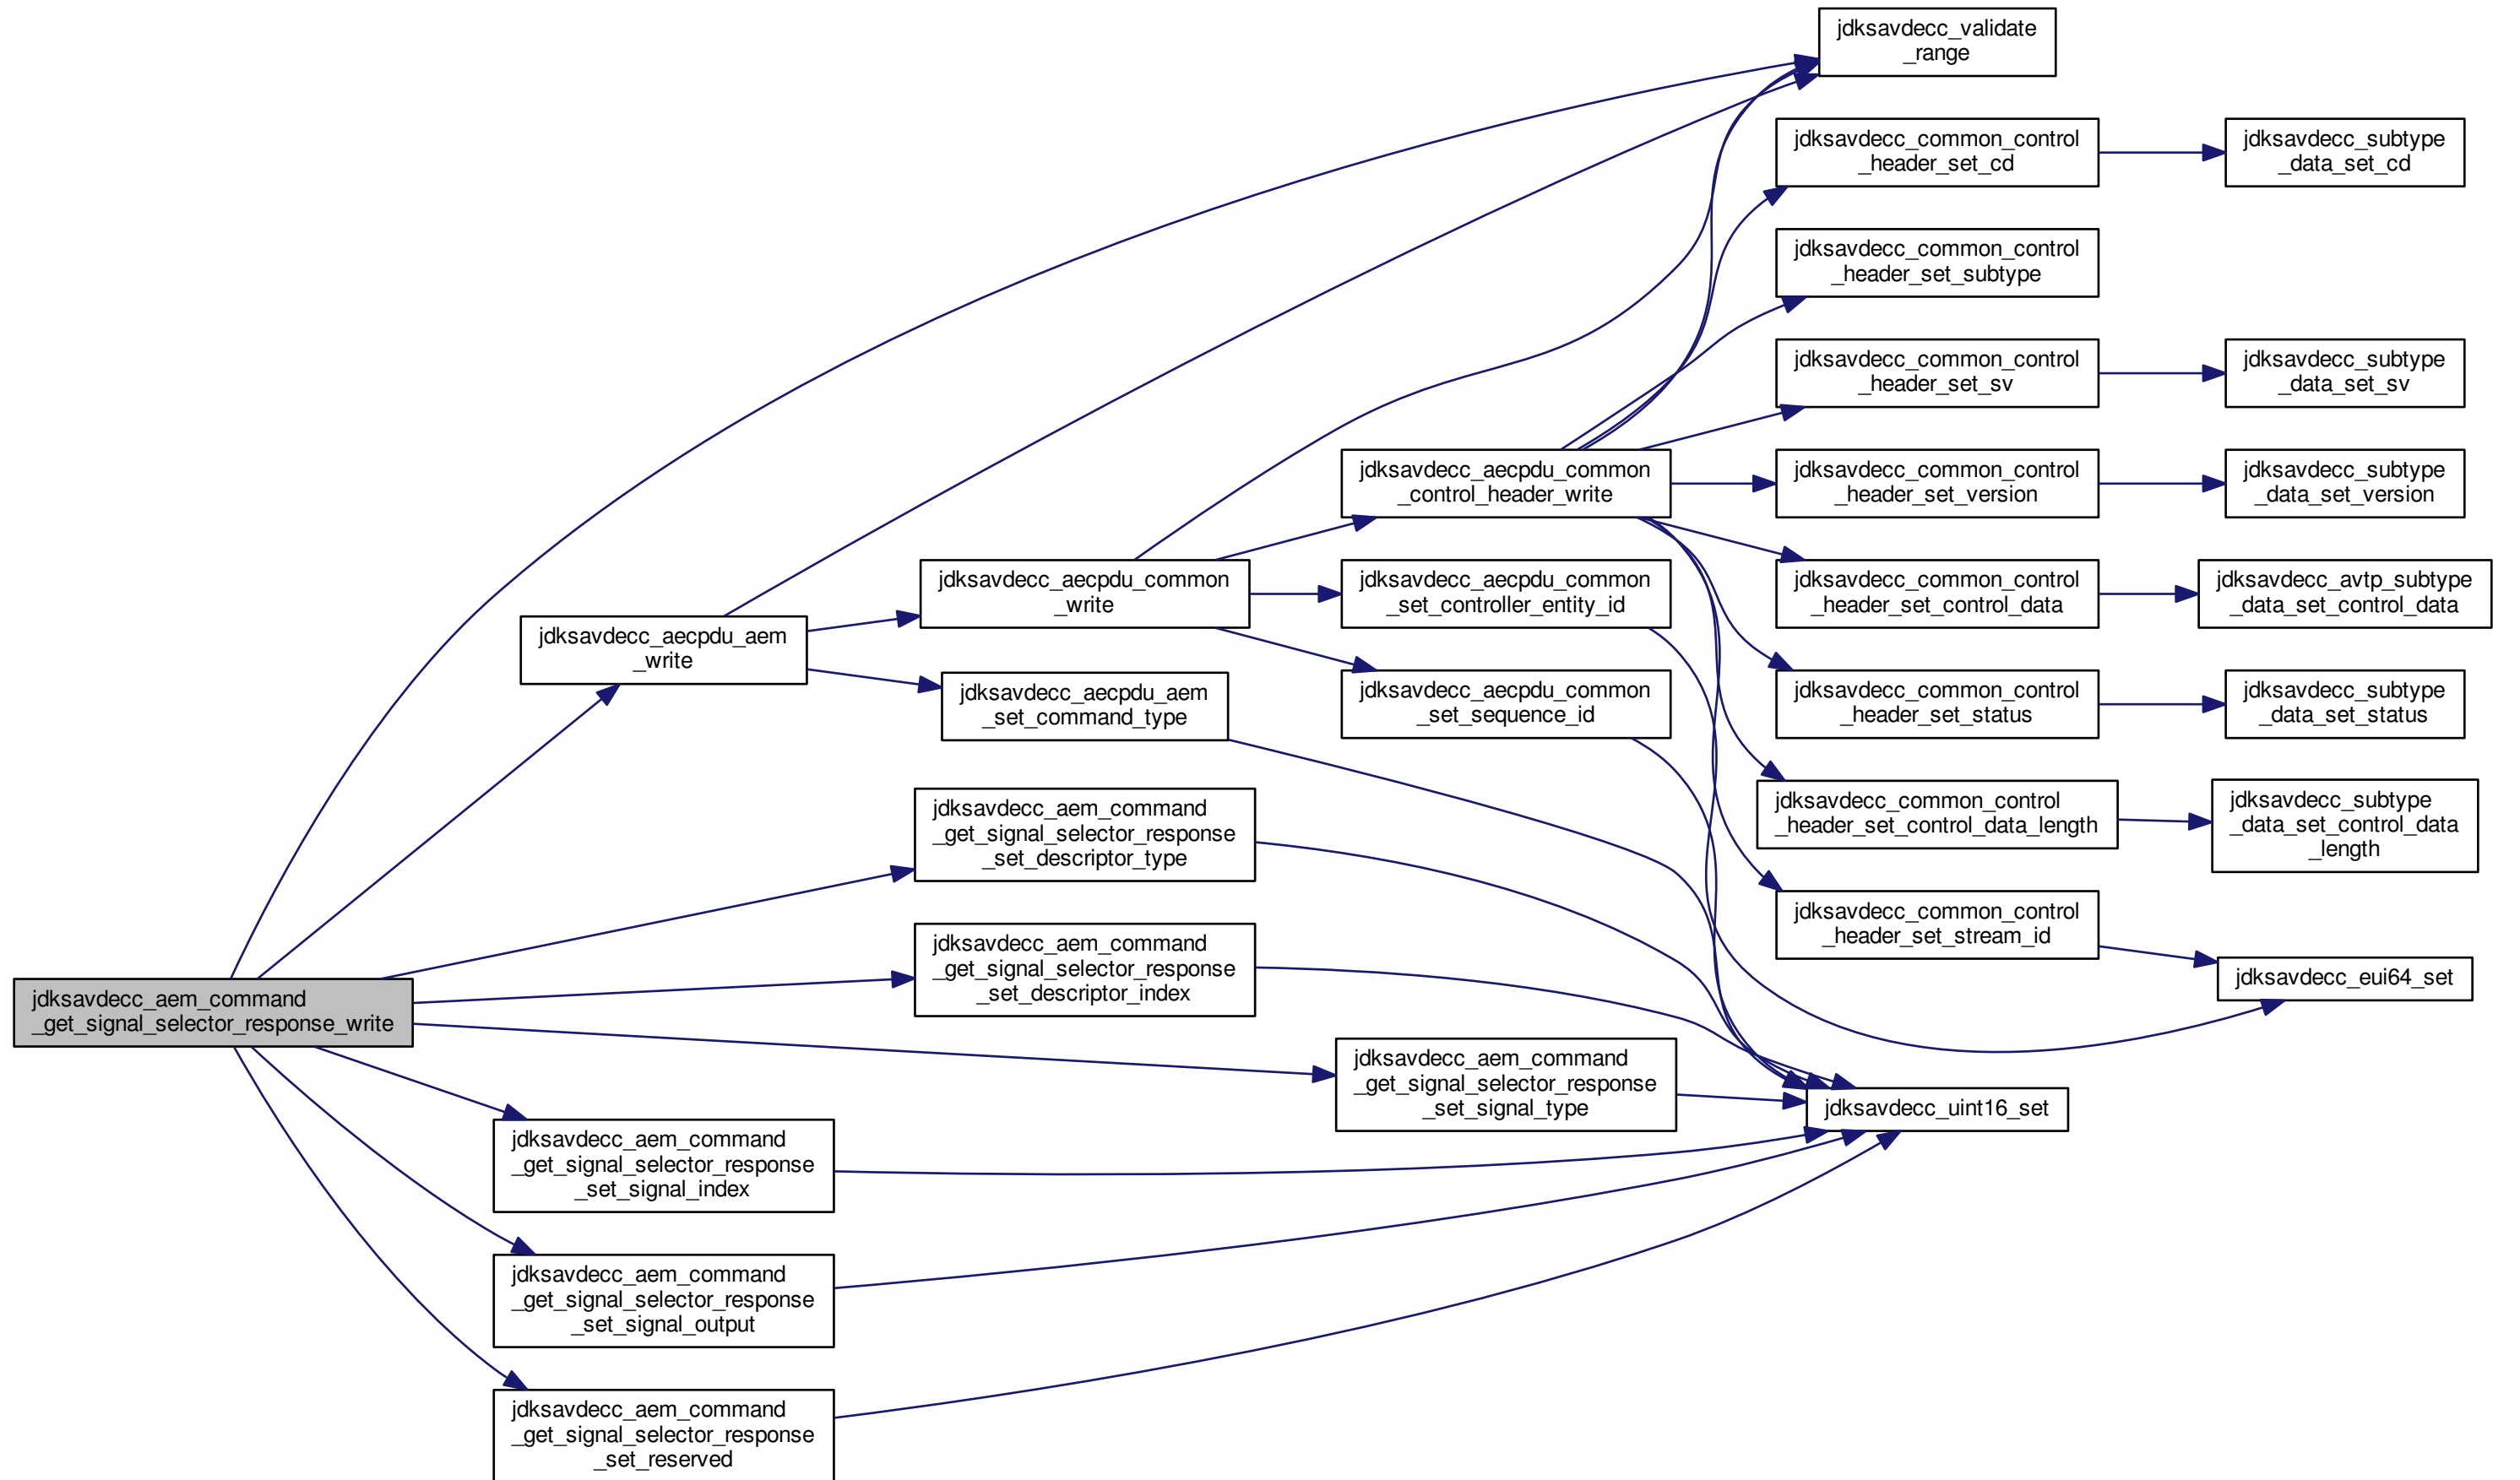 jdksavdecc_validate
_range
jdksavdecc_common_control
_header_set_cd
jdksavdecc_subtype
_data_set_cd
jdksavdecc_common_control
_header_set_subtype
jdksavdecc_common_control
_header_set_sv
jdksavdecc_subtype
_data_set_sv
jdksavdecc_aecpdu_common
_control_header_write
jdksavdecc_common_control
_header_set_version
jdksavdecc_subtype
_data_set_version
jdksavdecc_aecpdu_common
_write
jdksavdecc_aecpdu_common
_set_controller_entity_id
jdksavdecc_common_control
_header_set_control_data
jdksavdecc_avtp_subtype
_data_set_control_data
jdksavdecc_aecpdu_aem
_write
jdksavdecc_aecpdu_aem
_set_command_type
jdksavdecc_aecpdu_common
_set_sequence_id
jdksavdecc_common_control
_header_set_status
jdksavdecc_subtype
_data_set_status
jdksavdecc_aem_command
_get_signal_selector_response
_set_descriptor_type
jdksavdecc_common_control
_header_set_control_data_length
jdksavdecc_subtype
_data_set_control_data
_length
jdksavdecc_aem_command
_get_signal_selector_response
_set_descriptor_index
jdksavdecc_common_control
_header_set_stream_id
jdksavdecc_eui64_set
jdksavdecc_aem_command
_get_signal_selector_response_write
jdksavdecc_aem_command
_get_signal_selector_response
_set_signal_type
jdksavdecc_uint16_set
jdksavdecc_aem_command
_get_signal_selector_response
_set_signal_index
jdksavdecc_aem_command
_get_signal_selector_response
_set_signal_output
jdksavdecc_aem_command
_get_signal_selector_response
_set_reserved